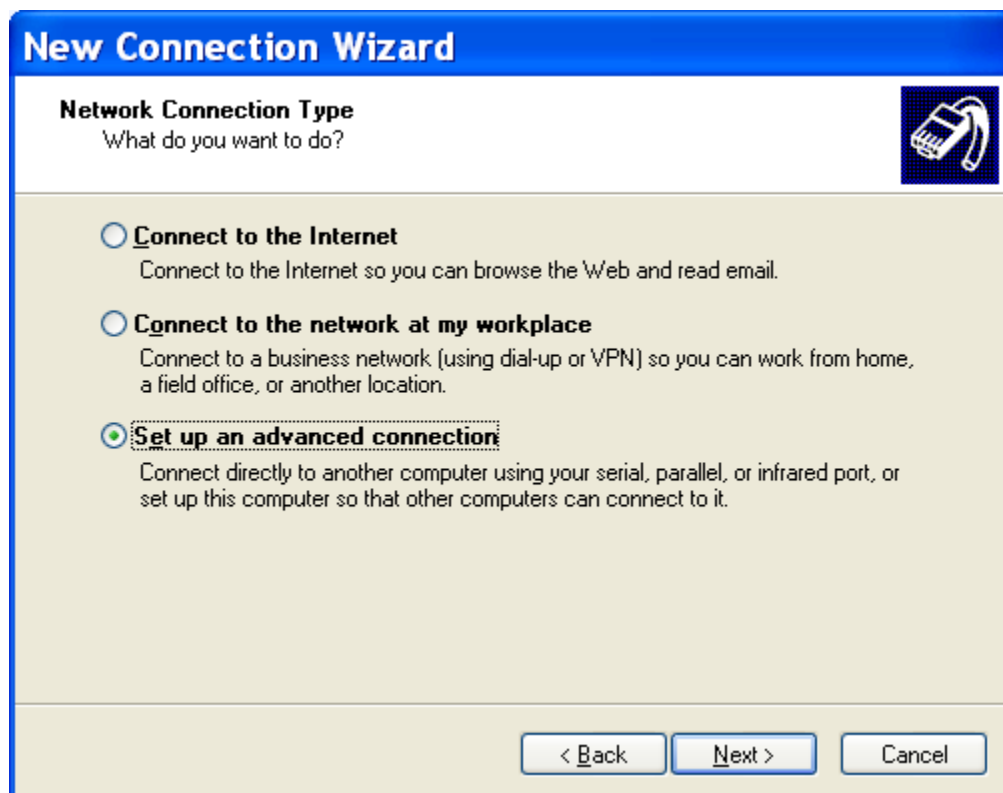 New Connection Wizard
Network Connection Type
What do you want to do?
Connect to the Internet
Connect to the Internet so you can browse the Web and read email.
Connect to the network at my workplace
Connect to a business network (using dial-up or VPN) so you can work from home,
a field office, or another location.
Set up an advanced connection
Connect directly to another computer using your serial, parallel, or infrared port, or
set up this computer so that other computers can connect to it.
< Back
Next >
Cancel